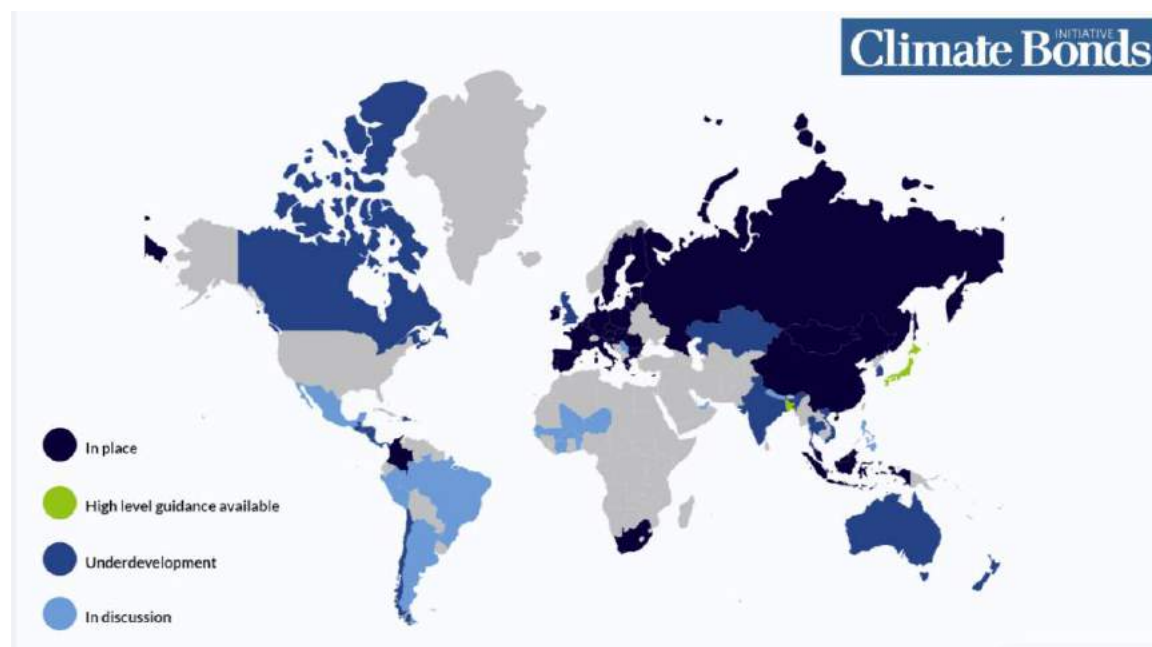 INITIATIVE
Climate Bonds
In place
High level guidance available
Underdevelopment
In discussion